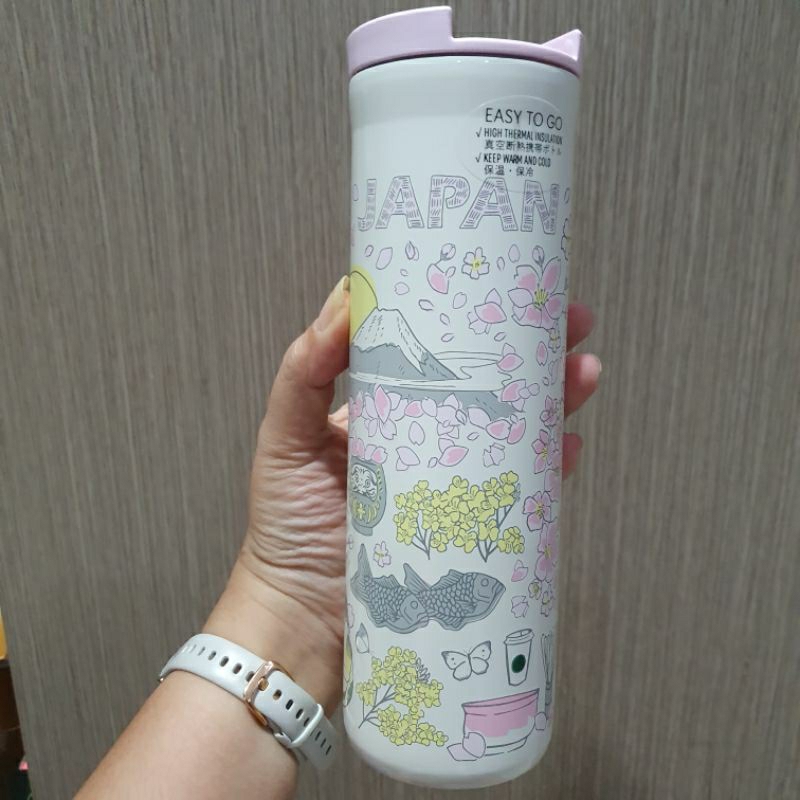 EASY TO GO
√ HIGH THERMAL INSULATION
真空断熱携帯ボトル
√ KEEP WARM AND COLD
保温・保冷
JAPAN